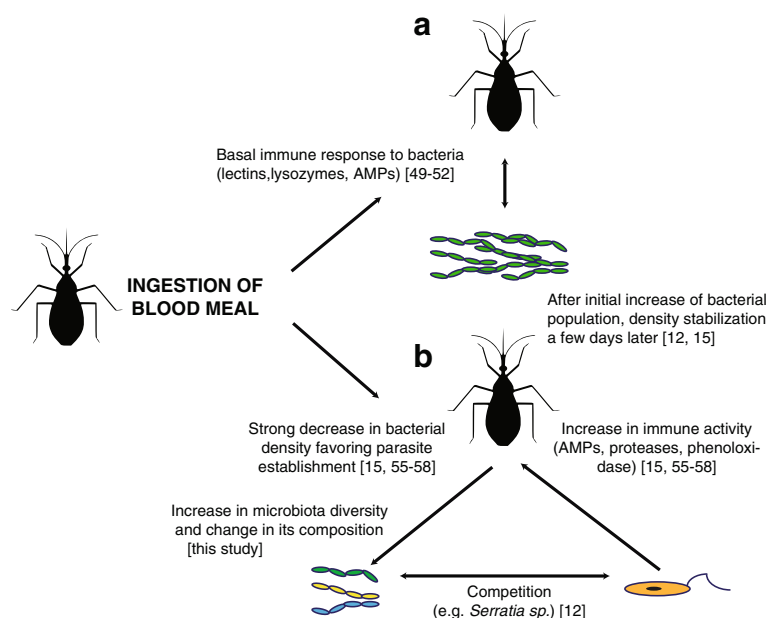 a
Basal immune response to bacteria
(lectins,lysozymes, AMPs) [49-52]
INGESTION OF
BLOOD MEAL
After initial increase of bacterial
population, density stabilization
a few days later [12, 15]
b
Strong decrease in bacterial
density favoring parasite
establishment [15, 55-58]
Increase in immune activity
(AMPs, proteases, phenoloxi-
dase) [15, 55-58]
Increase in microbiota diversity
and change in its composition
[this study]
Competition
(e.g. Serratia sp.) [12]